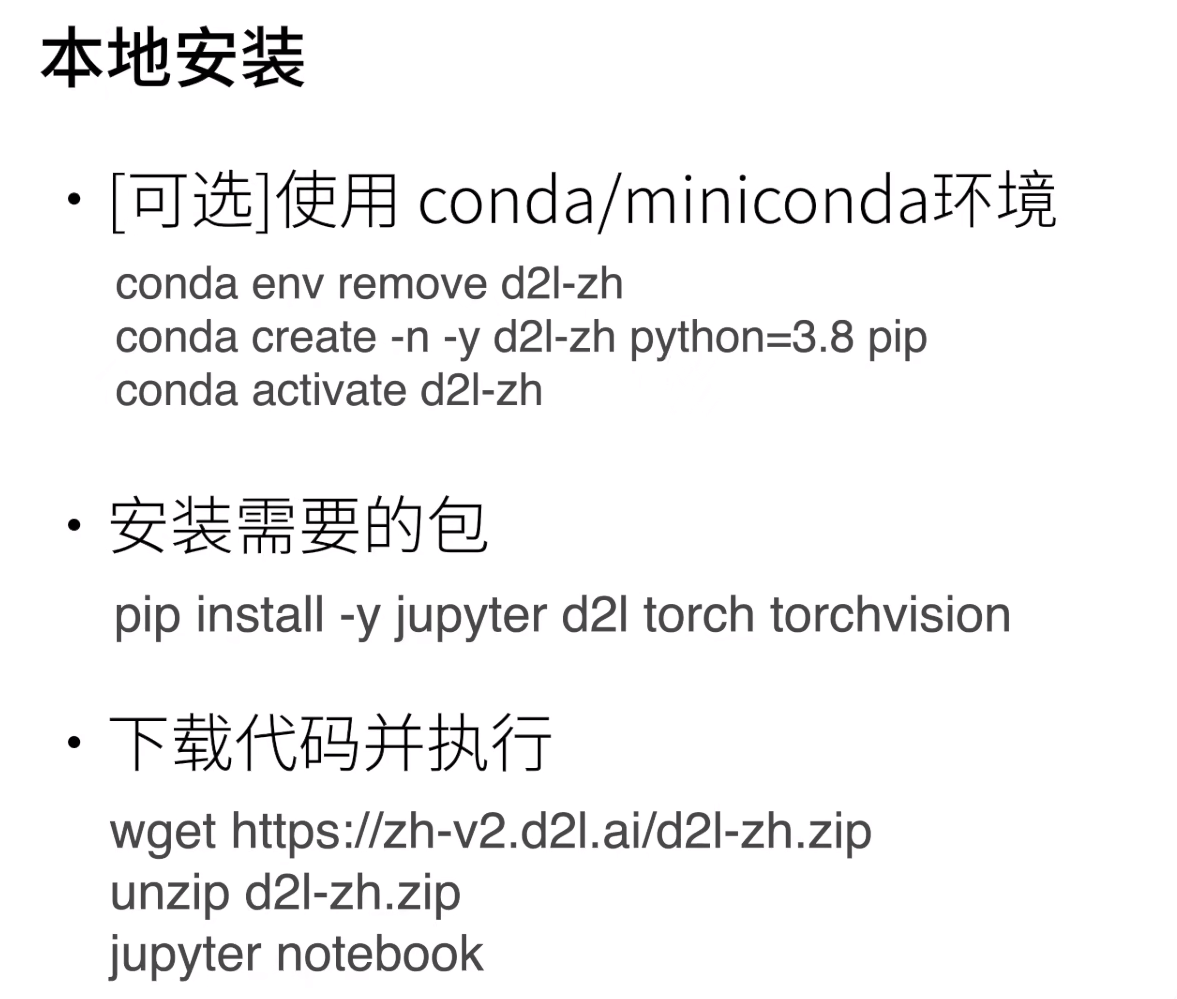 本地安装
• [可选]使用 conda/miniconda环境
conda env remove d2l-zh
conda create -n -y d2l-zh python=3.8 pip
conda activate d2l-zh
• 安装需要的包
pip install -y jupyter d2l torch torchvision
• 下载代码并执行
wget https://zh-v2.d2l.ai/d2l-zh.zip
unzip d2l-zh.zip
jupyter notebook